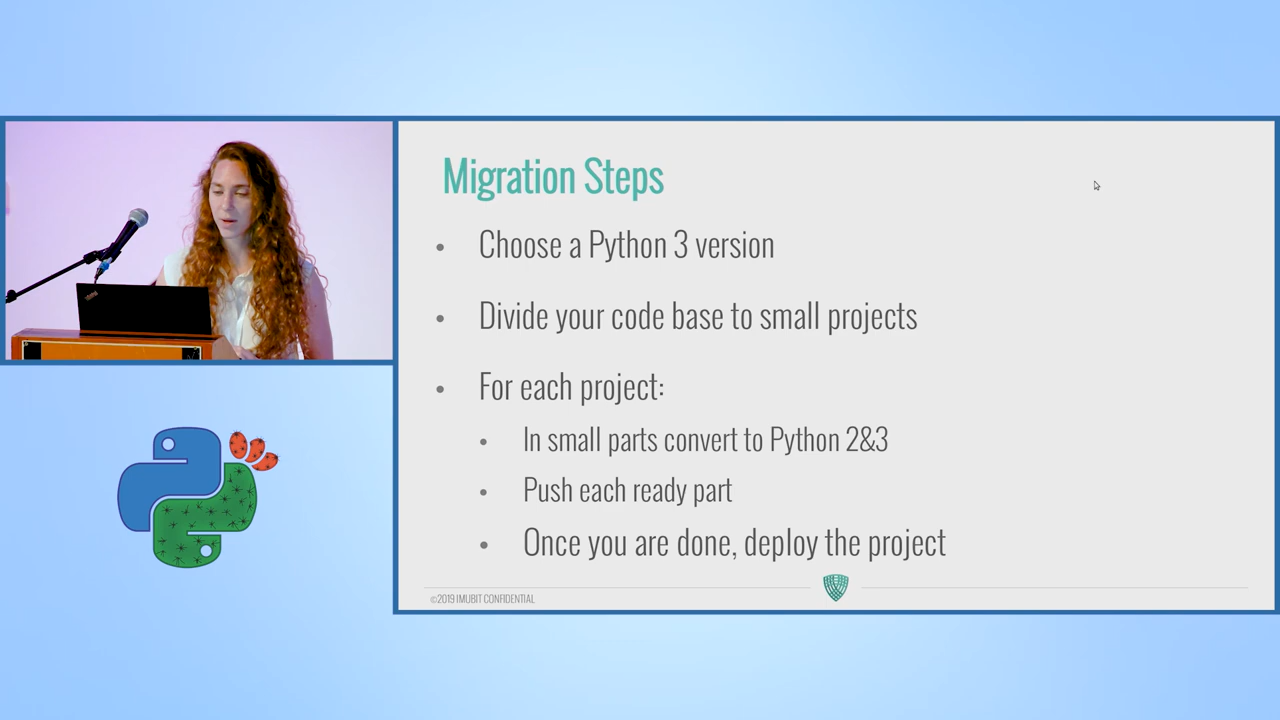 Migration Steps
• Choose a Python 3 version
• Divide your code base to small projects
• For each project:
• In small parts convert to Python 2&3
• Push each ready part
• Once you are done, deploy the project
©2019 IMUBIT CONFIDENTIAL